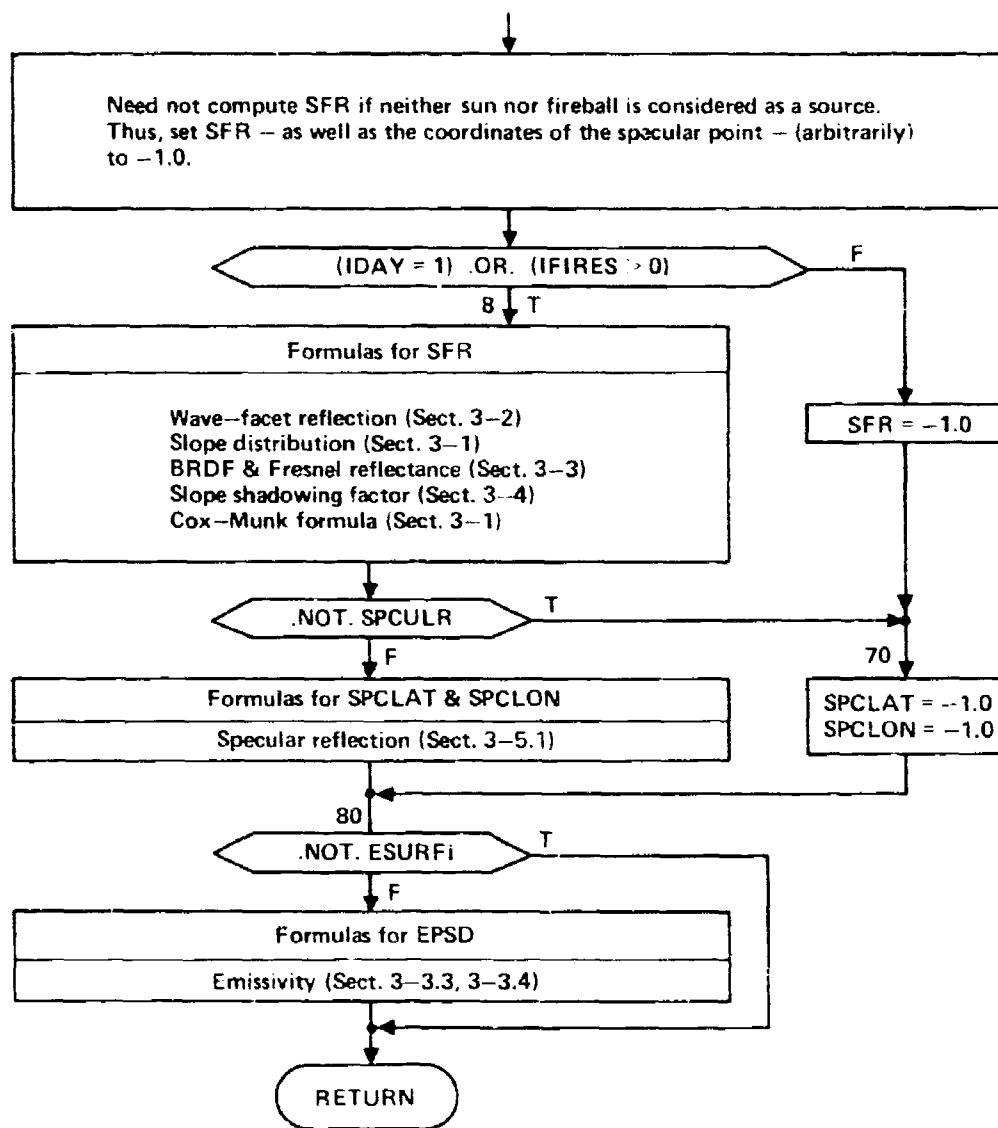 Need not compute SFR if neither sun nor fireball is considered as a source.
Thus, set SFR – as well as the coordinates of the specular point – (arbitrarily)
to –1.0.
(IDAY = 1) .OR. (IFIRES > 0)
F
8 T
Formulas for SFR
Wave–facet reflection (Sect. 3–2)
Slope distribution (Sect. 3–1)
BRDF & Fresnel reflectance (Sect. 3–3)
Slope shadowing factor (Sect. 3–4)
Cox–Munk formula (Sect. 3–1)
SFR = –1.0
.NOT. SPCULR
T
F
70
Formulas for SPCLAT & SPCLON
Specular reflection (Sect. 3–5.1)
SPCLAT = –1.0
SPCLON = –1.0
80
.NOT. ESURFi
T
F
Formulas for EPSD
Emissivity (Sect. 3–3.3, 3–3.4)
RETURN